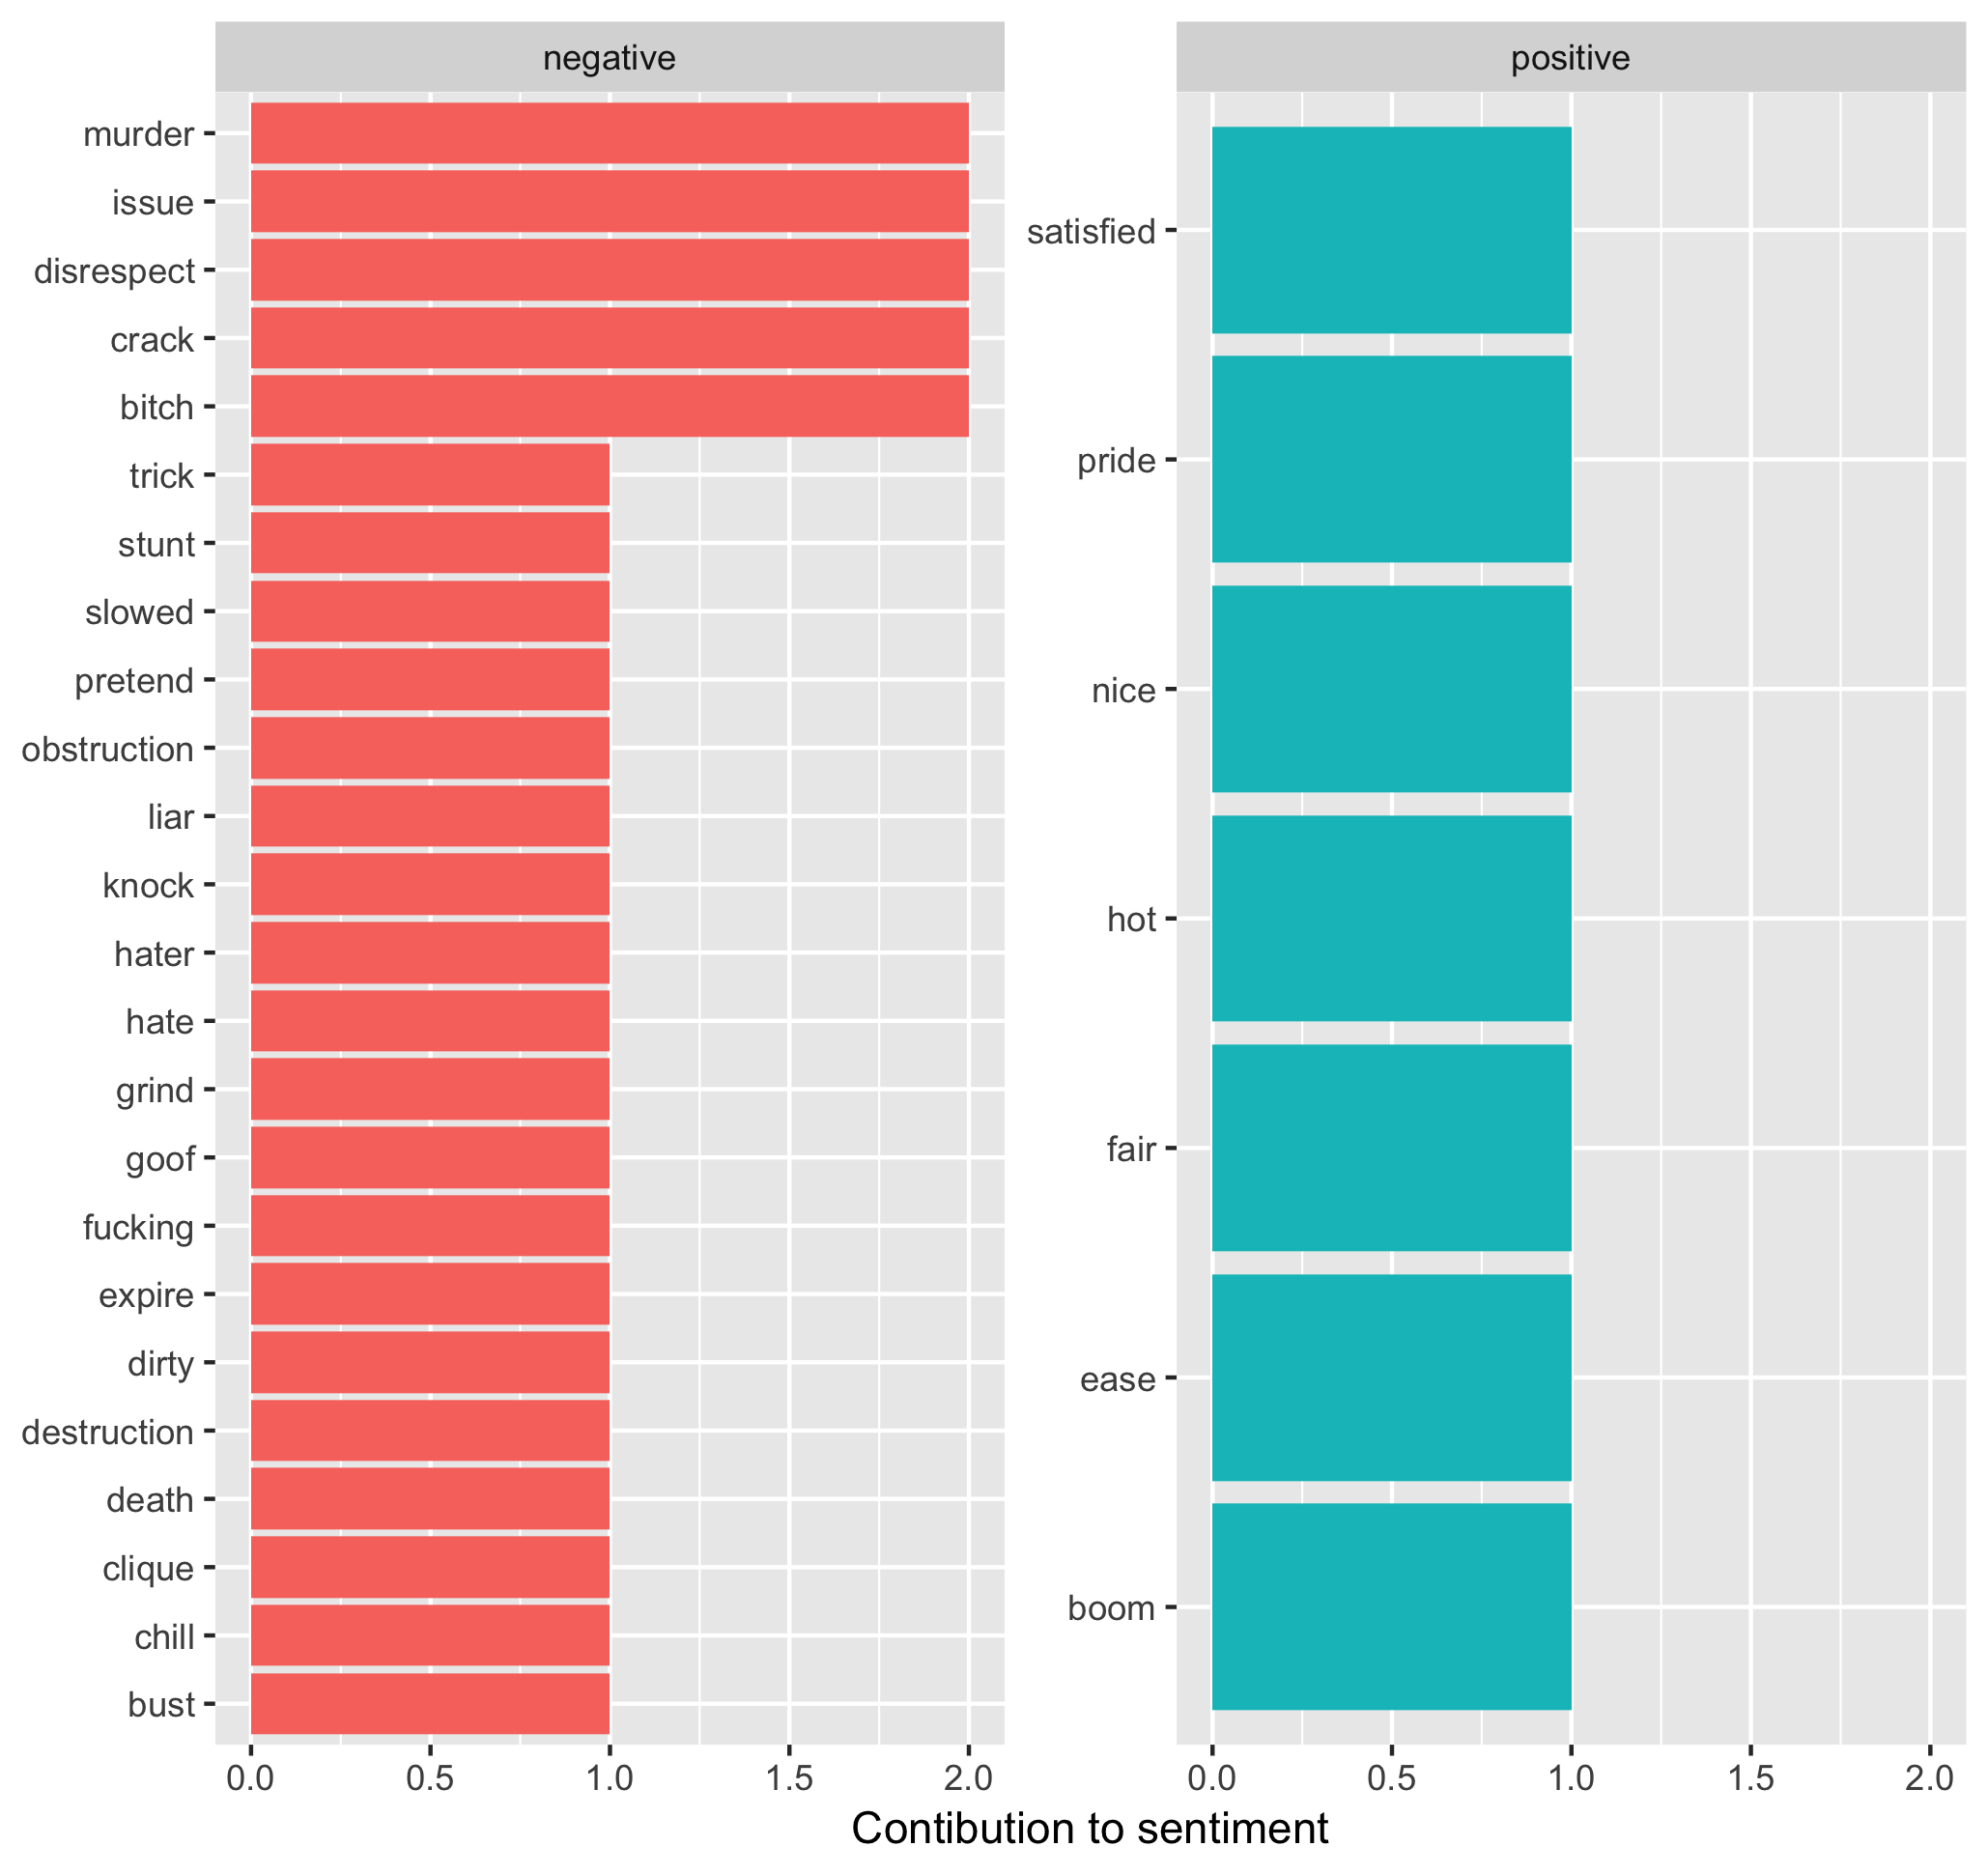 negative
murder
issue
disrespect
crack
bitch
trick
stunt
slowed
pretend
obstruction
liar
knock
hater
hate
grind
goof
fucking
expire
dirty
destruction
death
clique
chill
bust
0.0 0.5 1.0 1.5 2.0
positive
satisfied
pride
nice
hot
fair
ease
boom
0.0 0.5 1.0 1.5 2.0
Contibution to sentiment